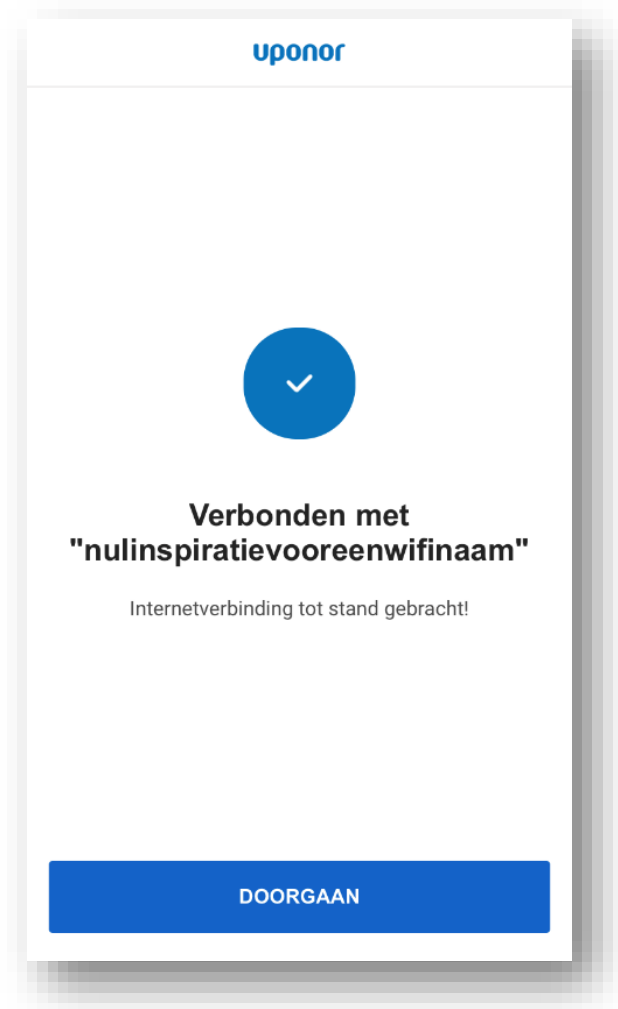 uponor
Verbonden met
"nulinspiratievooreenwifinaam"
Internetverbinding tot stand gebracht!
DOORGAAN